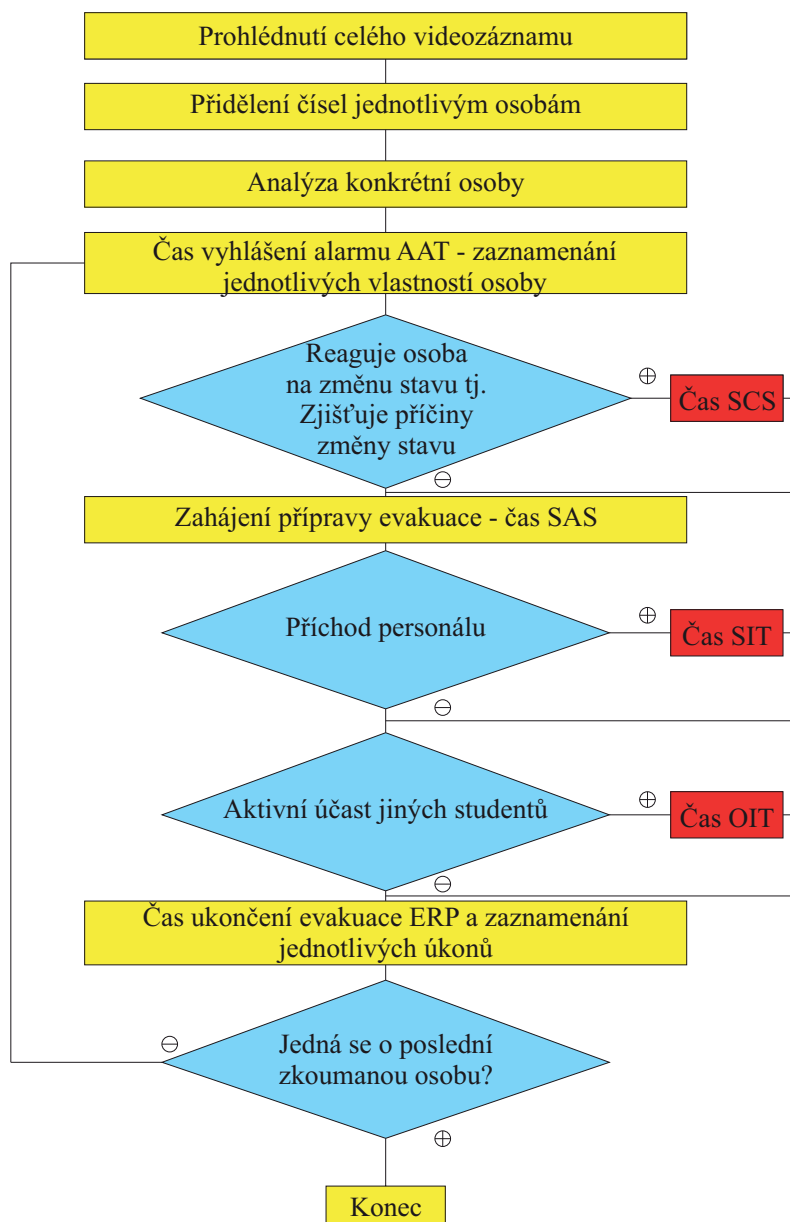 Prohlédnutí celého videozáznamu
Přidělení čísel jednotlivým osobám
Analýza konkrétní osoby
Čas vyhlášení alarmu AAT - zaznamenání
jednotlivých vlastností osoby
Reaguje osoba
na změnu stavu tj.
Zjišťuje příčiny
změny stavu
⊕
Čas SCS
⊖
Zahájení přípravy evakuace - čas SAS
Příchod personálu
⊕
Čas SIT
⊖
Aktivní účast jiných studentů
⊕
Čas OIT
⊖
Čas ukončení evakuace ERP a zaznamenání
jednotlivých úkonů
⊖
Jedná se o poslední
zkoumanou osobu?
⊕
Konec